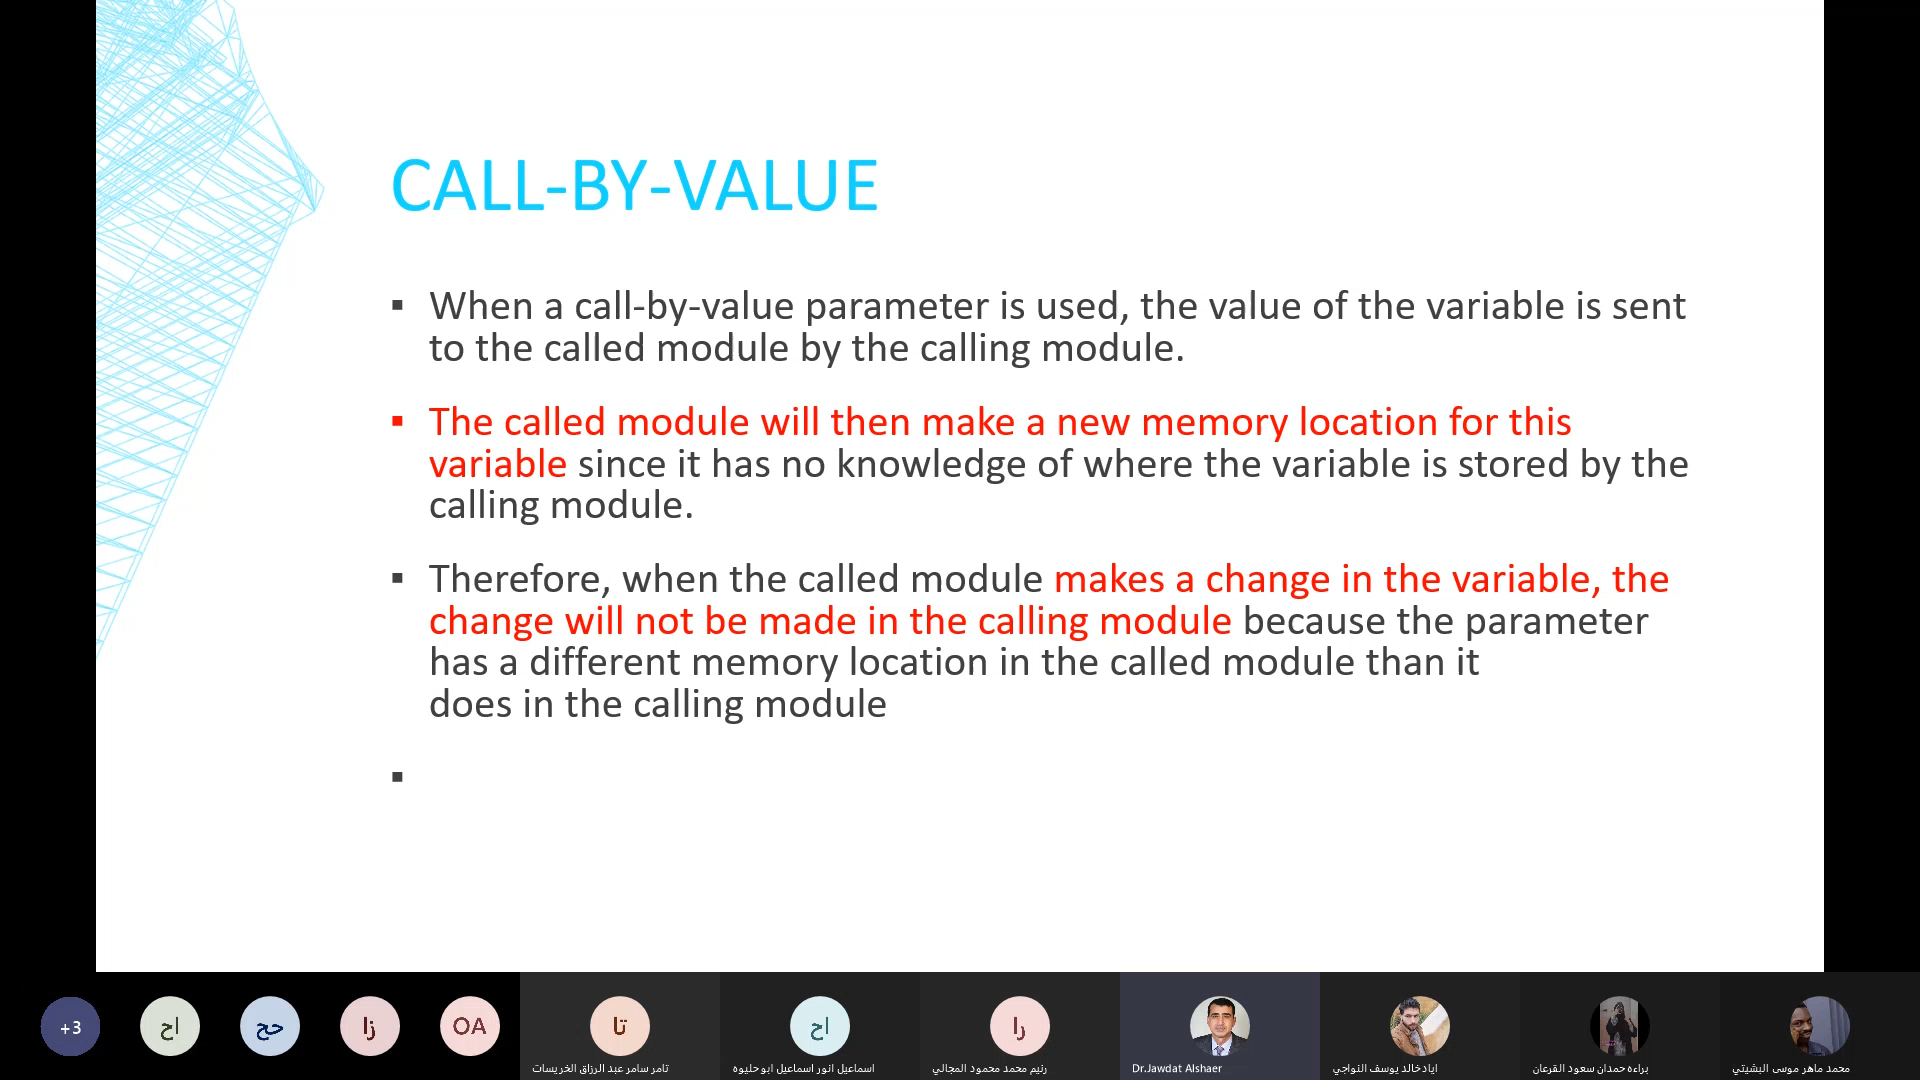 CALL-BY-VALUE
▪ When a call-by-value parameter is used, the value of the variable is sent
to the called module by the calling module.
▪ The called module will then make a new memory location for this
variable since it has no knowledge of where the variable is stored by the
calling module.
▪ Therefore, when the called module makes a change in the variable, the
change will not be made in the calling module because the parameter
has a different memory location in the called module than it
does in the calling module
▪
+3
اح
حح
زا
OA
تا
اح
را
تامر سامر عبد الرزاق الخريسات
اسماعيل انور اسماعيل ابو حليوه
رنيم محمد محمود المجالي
Dr.Jawdat Alshaer
اياد خالد يوسف النواجي
براءه حمدان سعود القرعان
محمد ماهر موسى البشيتي